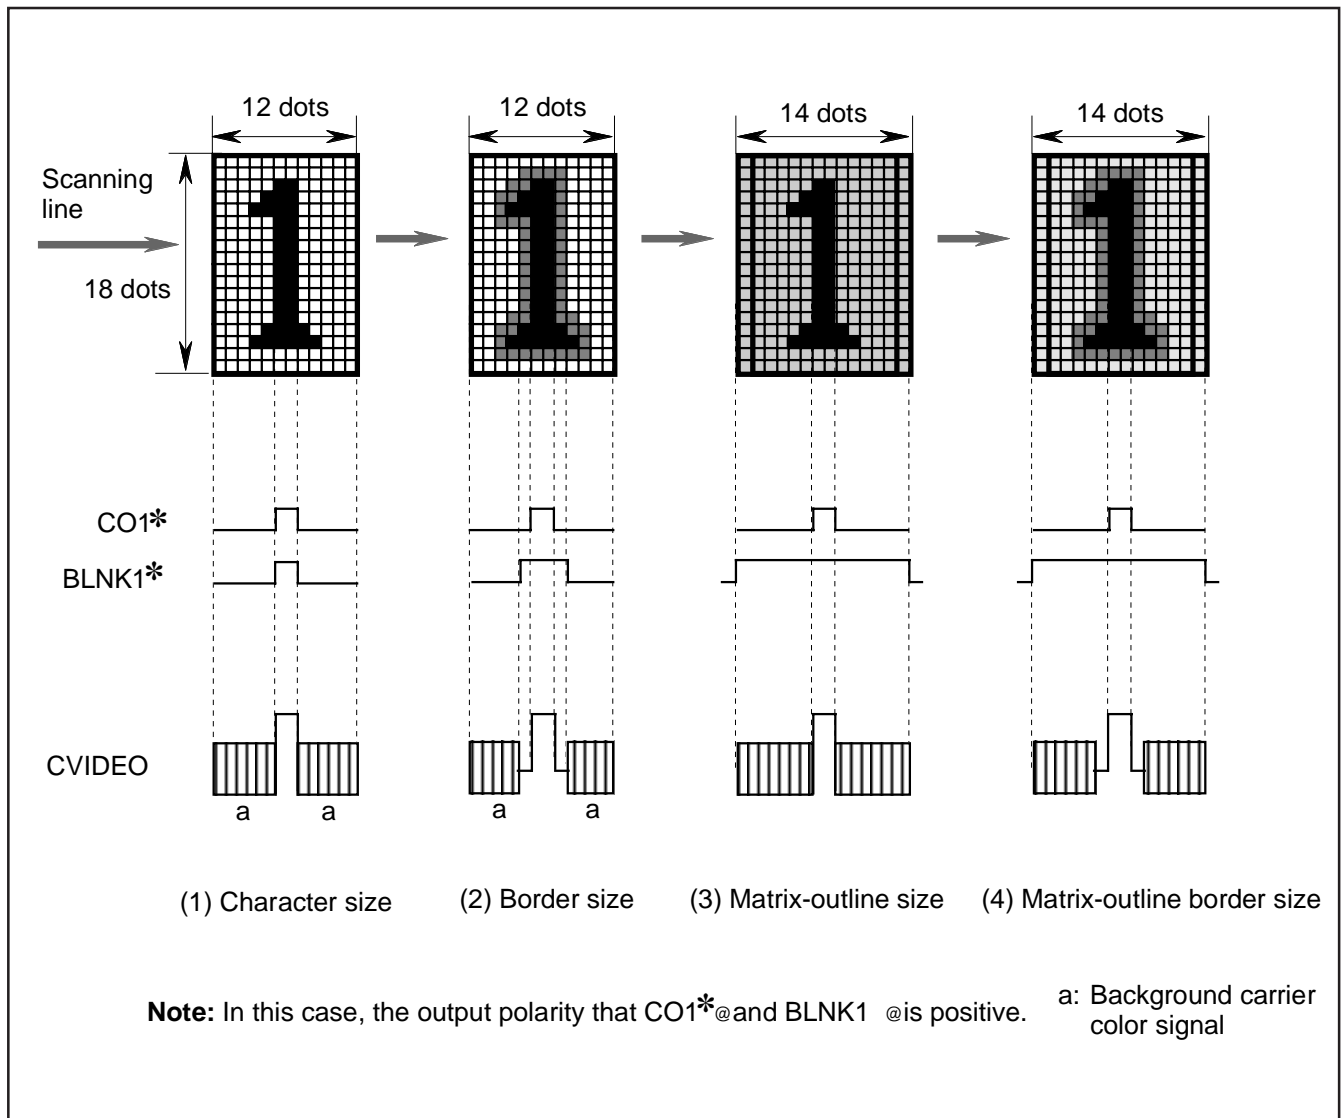 12 dots
12 dots
14 dots
14 dots
Scanning
line
18 dots
CO1*
BLNK1*
CVIDEO
a
a
a
a
(1) Character size
(2) Border size
(3) Matrix-outline size
(4) Matrix-outline border size
Note: In this case, the output polarity that CO1*@and BLNK1 @is positive.
a: Background carrier
color signal